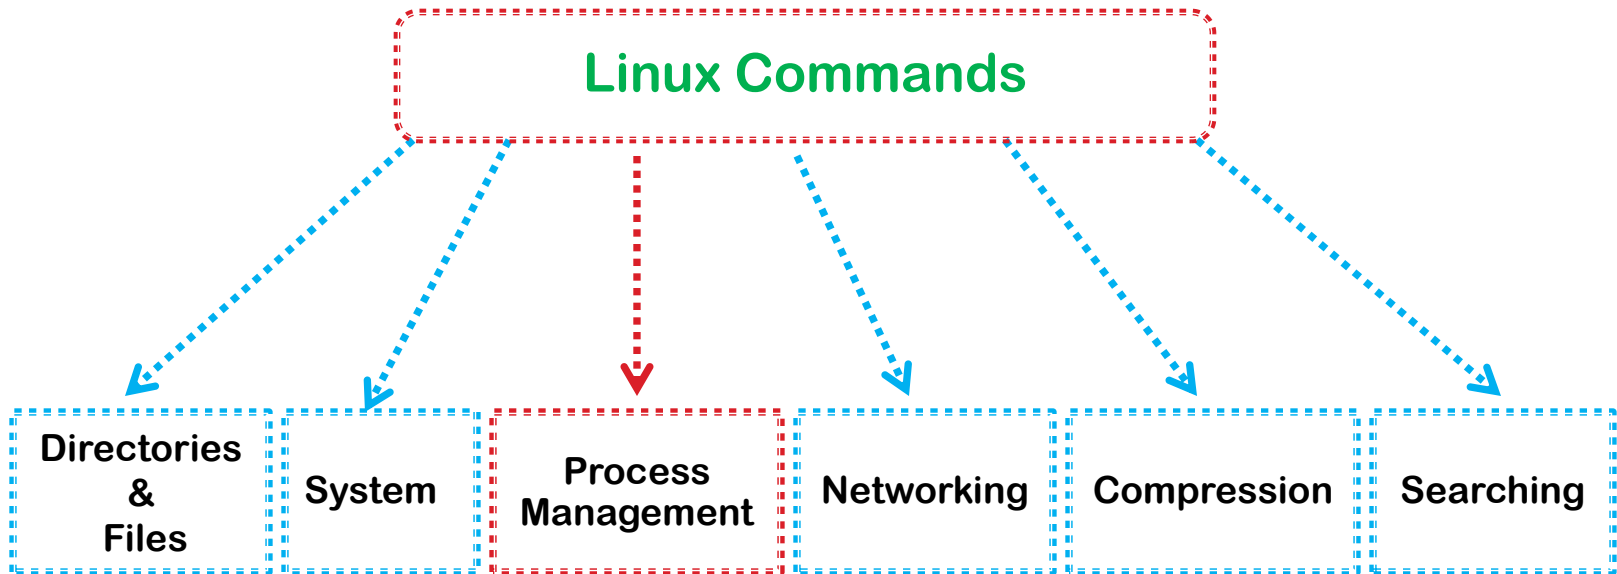 Linux Commands
Directories
&
Files
System
Process
Management
Networking
Compression
Searching